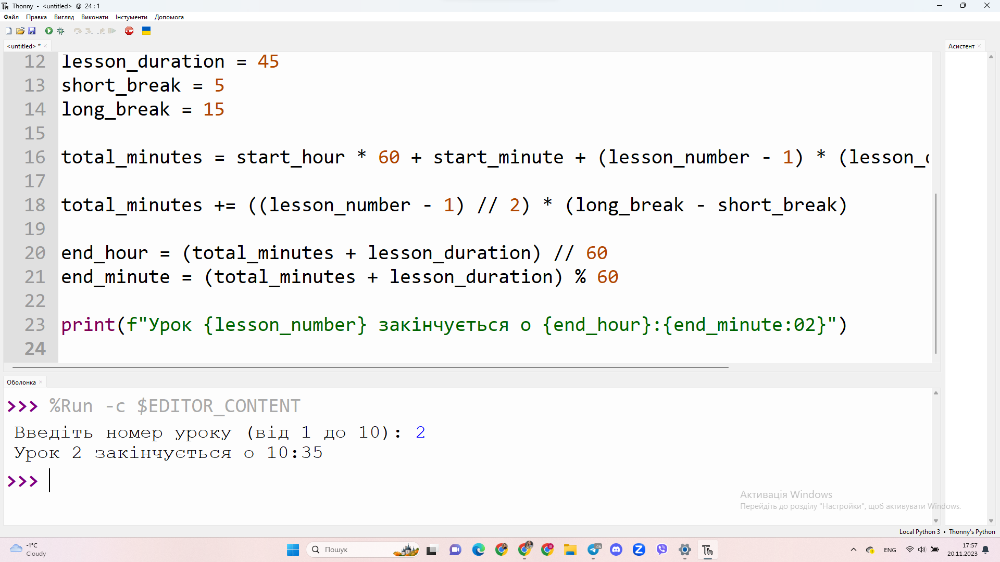 Thonny - <untitled> @ 24 : 1
Файл Правка Вигляд Виконати Інстументи Допомога
STOP
<untitled> *
Асистент
12 lesson_duration = 45
13 short_break = 5
14 long_break = 15
15
16 total_minutes = start_hour * 60 + start_minute + (lesson_number - 1) * (lesson_
17
18 total_minutes += ((lesson_number - 1) // 2) * (long_break - short_break)
19
20 end_hour = (total_minutes + lesson_duration) // 60
21 end_minute = (total_minutes + lesson_duration) % 60
22
23 print(f"Урок {lesson_number} закінчується о {end_hour}:{end_minute:02}")
24
Оболонка
>>> %Run -c $EDITOR_CONTENT
Введіть номер уроку (від 1 до 10): 2
Урок 2 закінчується о 10:35
>>>
Активація Windows
Перейдіть до розділу "Настройки", щоб активувати Windows.
Local Python 3 • Thonny's Python
-1°C
Cloudy
Пошук
46
ENG
17:57
20.11.2023